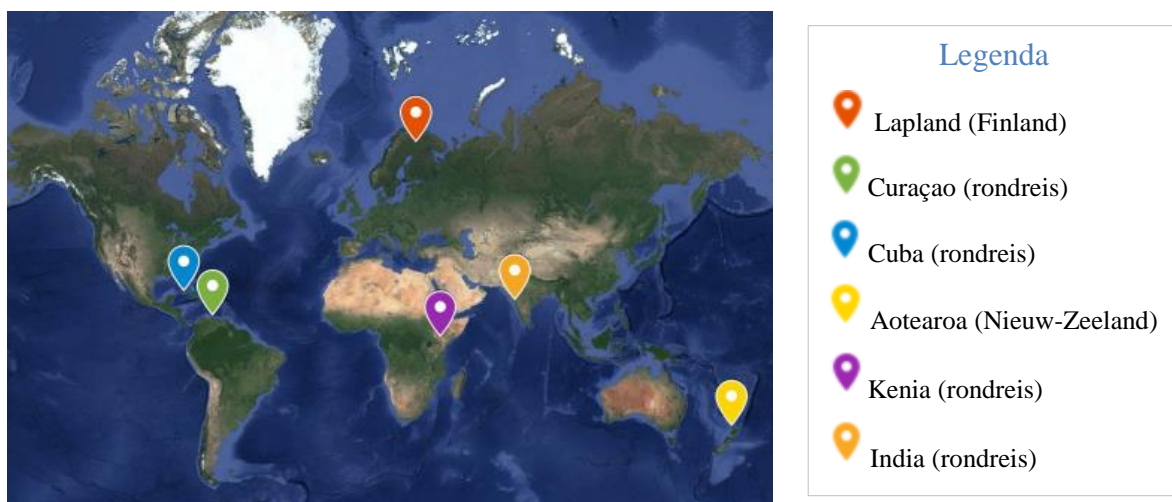 Legenda
Lapland (Finland)
Curaçao (rondreis)
Cuba (rondreis)
Aotearoa (Nieuw-Zeeland)
Kenia (rondreis)
India (rondreis)